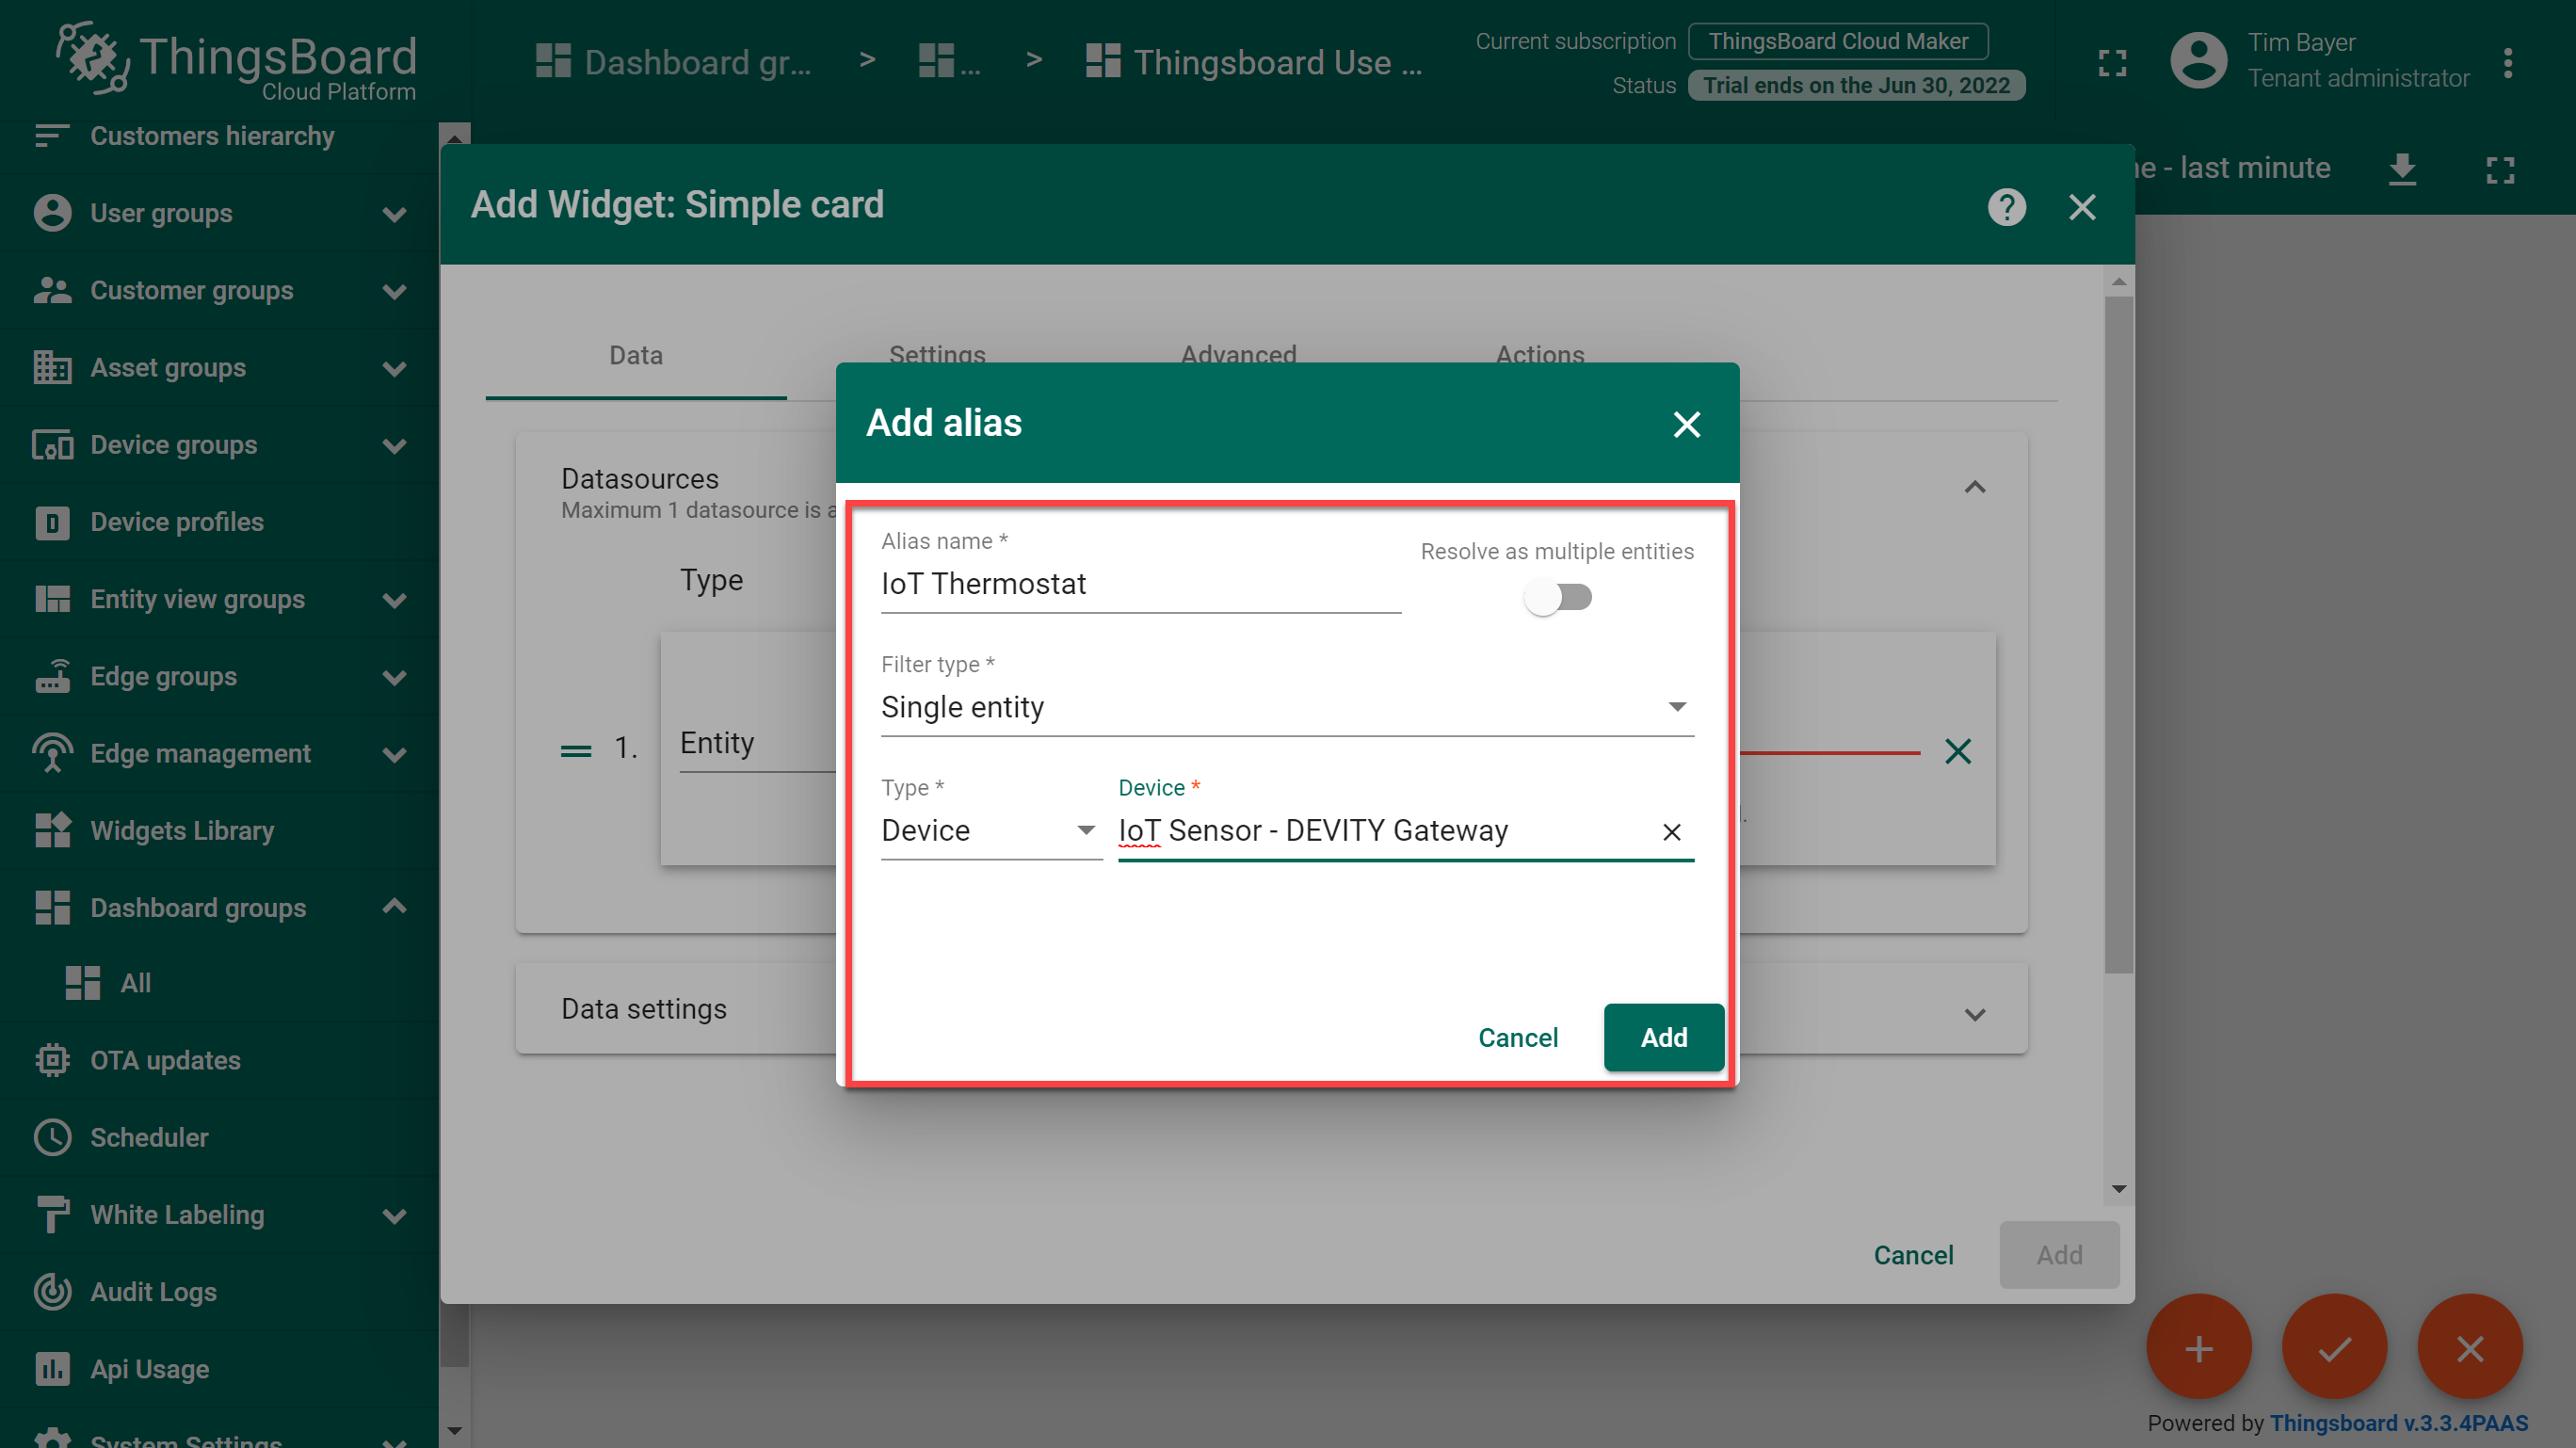 ThingsBoard
Cloud Platform
Dashboard gr...
>
...
>
Thingsboard Use ...
Current subscription
ThingsBoard Cloud Maker
Status
Trial ends on the Jun 30, 2022
Tim Bayer
Tenant administrator
- last minute
Customers hierarchy
User groups
Customer groups
Asset groups
Device groups
Device profiles
Entity view groups
Edge groups
Edge management
Widgets Library
Dashboard groups
All
OTA updates
Scheduler
White Labeling
Audit Logs
Api Usage
System Settings
Add Widget: Simple card
Data
Settings
Advanced
Actions
Datasources
Maximum 1 datasource is
Type
1.
Entity
Data settings
Cancel
Add
Add alias
Alias name *
IoT Thermostat
Resolve as multiple entities
Filter type *
Single entity
Type *
Device
Device *
IoT Sensor - DEVITY Gateway
Cancel
Add
Powered by Thingsboard v.3.3.4PAAS